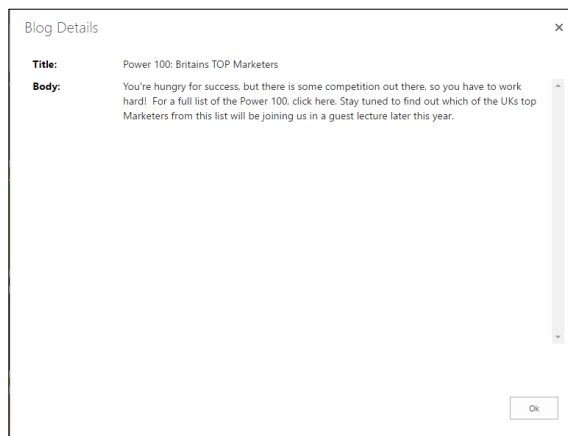 Blog Details
Title: Power 100: Britains TOP Marketers
Body: You're hungry for success, but there is some competition out there, so you have to work
hard!  For a full list of the Power 100, click here. Stay tuned to find out which of the UKs top
Marketers from this list will be joining us in a guest lecture later this year.
Ok